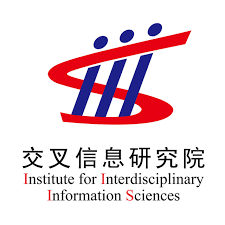 交叉信息研究院
Institute for Interdisciplinary
Information Sciences